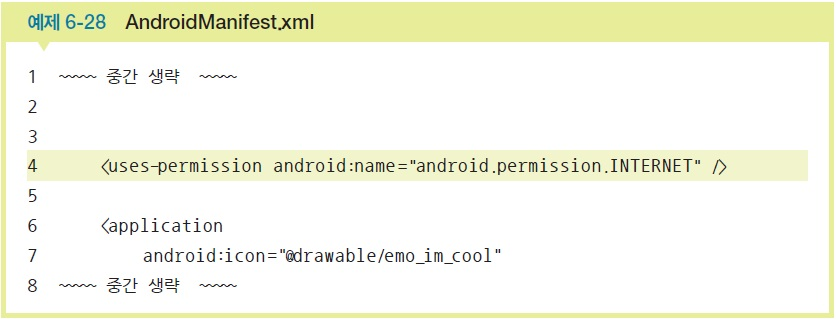 예제 6-28 AndroidManifest.xml
1 ~~~~~ 중간 생략 ~~~~~
2
3
4 <uses-permission android:name="android.permission.INTERNET" />
5
6 <application
7 android:icon="@drawable/emo_im_cool"
8 ~~~~~ 중간 생략 ~~~~~